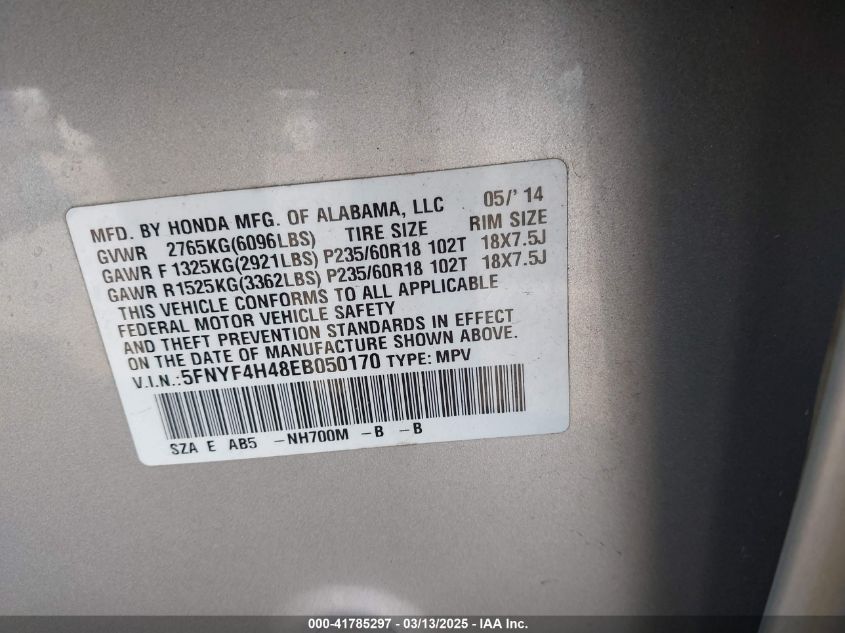 MFD. BY HONDA MFG. OF ALABAMA, LLC 05/'14
GVWR 2765KG(6096LBS) TIRE SIZE RIM SIZE
GAWR F 1325KG(2921LBS) P235/60R18 102T 18X7.5J
GAWR R1525KG(3362LBS) P235/60R18 102T 18X7.5J
THIS VEHICLE CONFORMS TO ALL APPLICABLE
FEDERAL MOTOR VEHICLE SAFETY
AND THEFT PREVENTION STANDARDS IN EFFECT
ON THE DATE OF MANUFACTURE SHOWN ABOVE.
V.I.N.:5FNYF4H48EB050170 TYPE: MPV
SZA E AB5 -NH700M -B -B
000-41785297 - 03/13/2025 - IAA Inc.